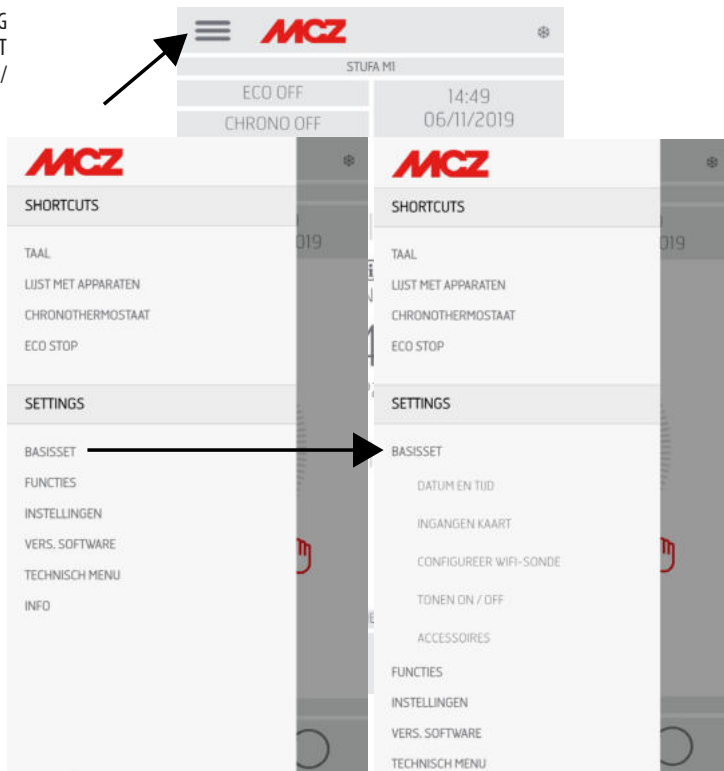 G
T
/
MCZ
STUFA M1
ECO OFF
CHRONO OFF
14:49
06/11/2019
MCZ
SHORTCUTS
TAAL
LIJST MET APPARATEN
CHRONOTHERMOSTAAT
ECO STOP
SETTINGS
BASISSET
FUNCTIES
INSTELLINGEN
VERS. SOFTWARE
TECHNISCH MENU
INFO
019
MCZ
SHORTCUTS
TAAL
LIJST MET APPARATEN
CHRONOTHERMOSTAAT
ECO STOP
SETTINGS
BASISSET
DATUM EN TIJD
INGANGEN KAART
CONFIGUREER WIFI-SONDE
TONEN ON / OFF
ACCESSOIRES
FUNCTIES
INSTELLINGEN
VERS. SOFTWARE
TECHNISCH MENU
019